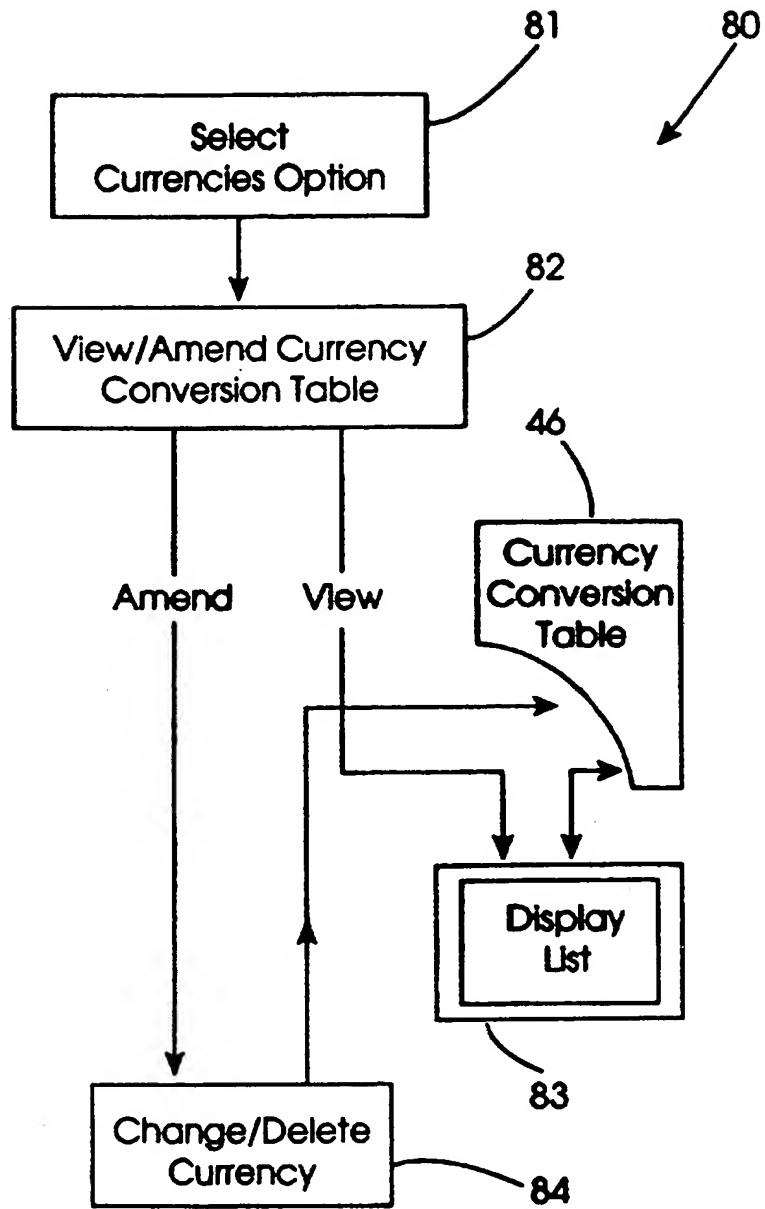 81
80
Select
Currencies Option
82
View/Amend Currency
Conversion Table
46
Currency
Conversion
Table
Amend
View
Display
List
83
Change/Delete
Currency
84